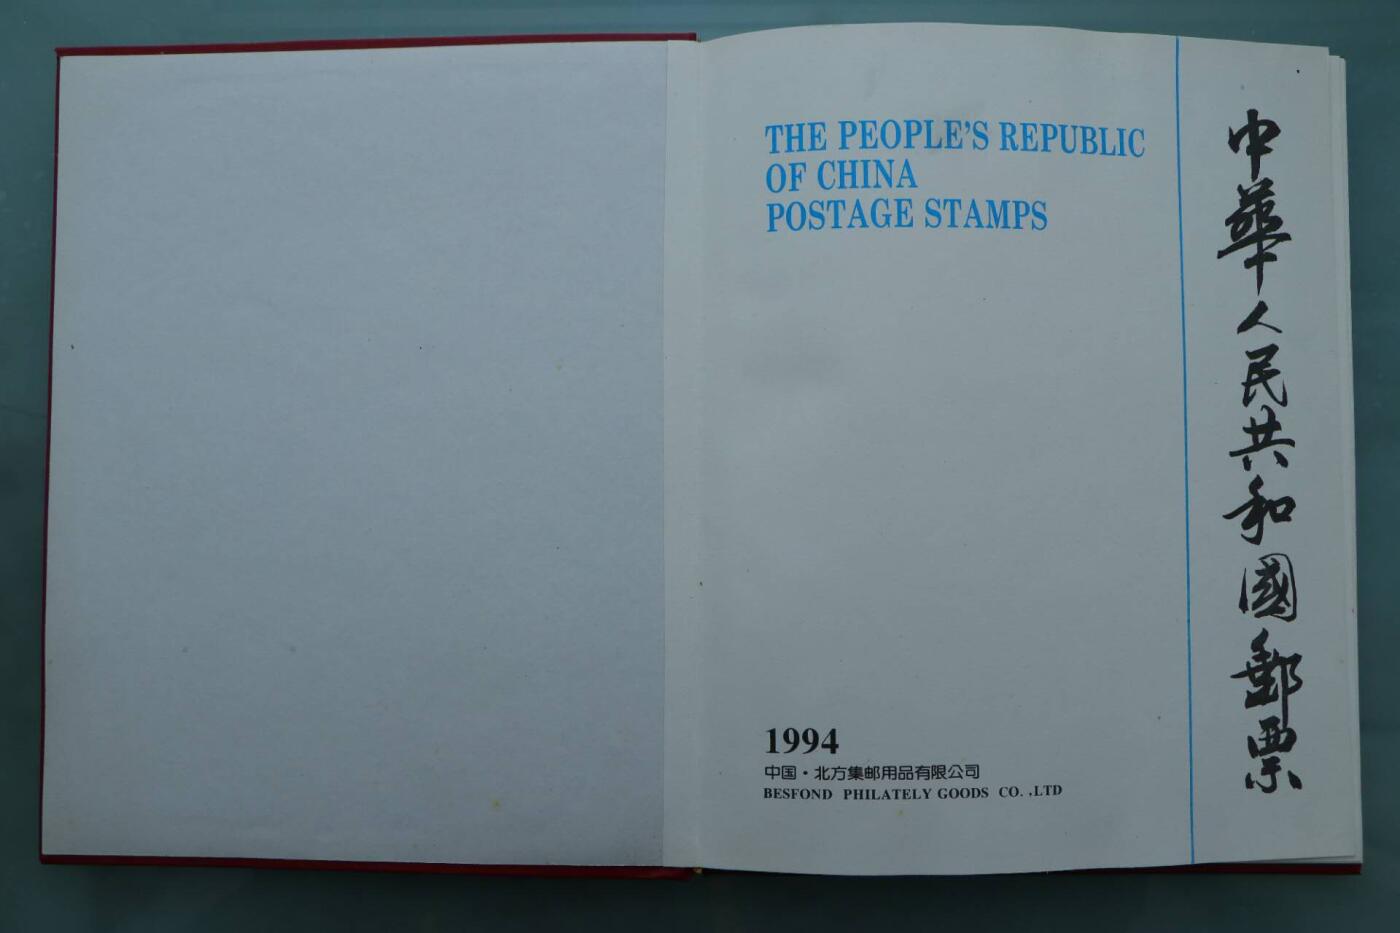 THE PEOPLE'S REPUBLIC
OF CHINA
POSTAGE STAMPS
中華人民共和國郵票
1994
中国·北方集邮用品有限公司
BESFOND PHILATELY GOODS CO. .LTD